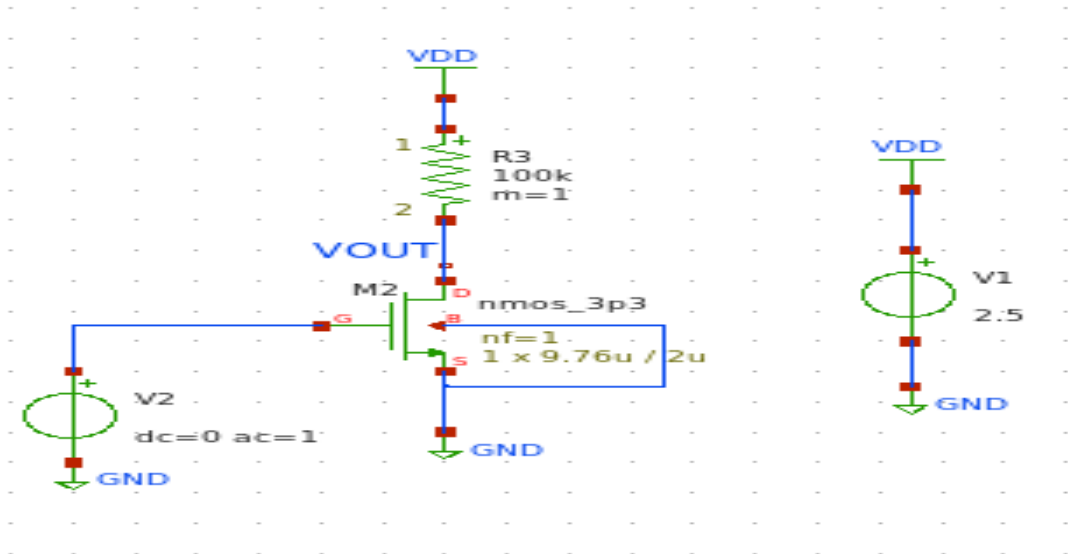 VDD
1
+
R3
100k
m=1
2
VOUT
M2
D
nmos_3p3
G
B
nf=1
1 x 9.76u / 2u
S
GND
+
V2
dc=0 ac=1
GND
VDD
+
V1
2.5
GND